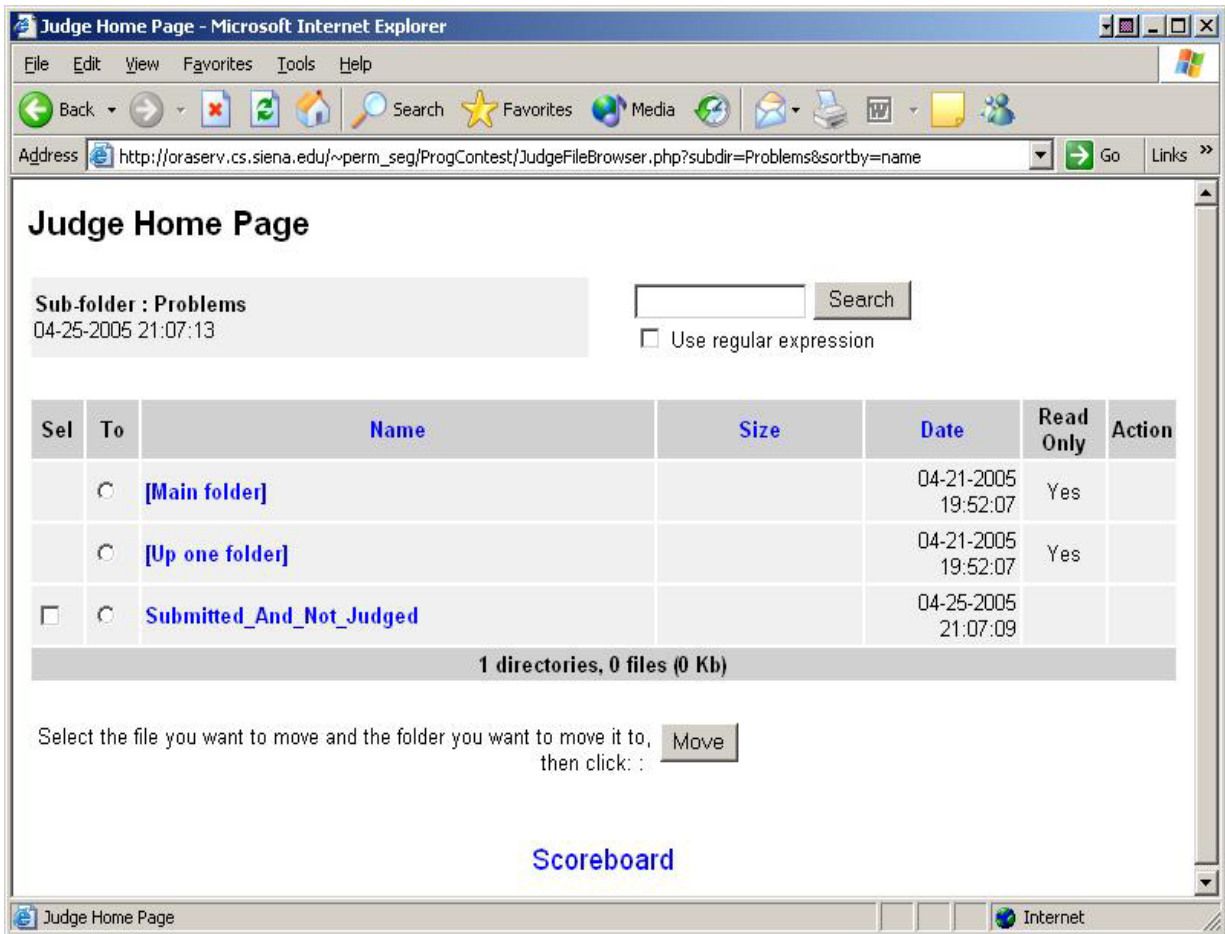 Judge Home Page - Microsoft Internet Explorer
File Edit View Favorites Tools Help
Back Search Favorites Media
Address http://oraserv.cs.siena.edu/~perm_seg/ProgContest/JudgeFileBrowser.php?subdir=Problems&sortby=name Go Links »
Judge Home Page
Sub-folder : Problems
04-25-2005 21:07:13
Search
Use regular expression
Sel To Name Size Date Read Only Action
[Main folder] 04-21-2005 19:52:07 Yes
[Up one folder] 04-21-2005 19:52:07 Yes
Submitted_And_Not_Judged 04-25-2005 21:07:09
1 directories, 0 files (0 Kb)
Select the file you want to move and the folder you want to move it to, Move
then click: :
Scoreboard
Judge Home Page Internet